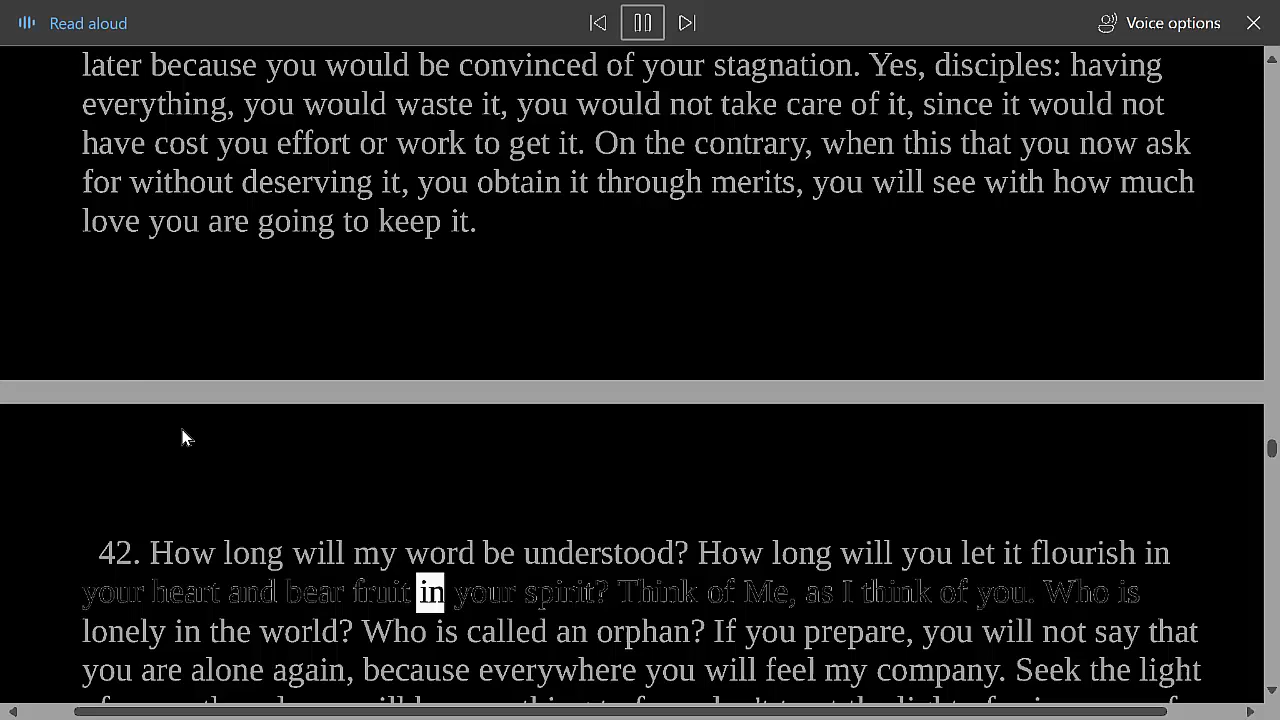 Read aloud
Voice options
later because you would be convinced of your stagnation. Yes, disciples: having
everything, you would waste it, you would not take care of it, since it would not
have cost you effort or work to get it. On the contrary, when this that you now ask
for without deserving it, you obtain it through merits, you will see with how much
love you are going to keep it.
42. How long will my word be understood? How long will you let it flourish in
your heart and bear fruit in your spirit? Think of Me, as I think of you. Who is
lonely in the world? Who is called an orphan? If you prepare, you will not say that
you are alone again, because everywhere you will feel my company. Seek the light